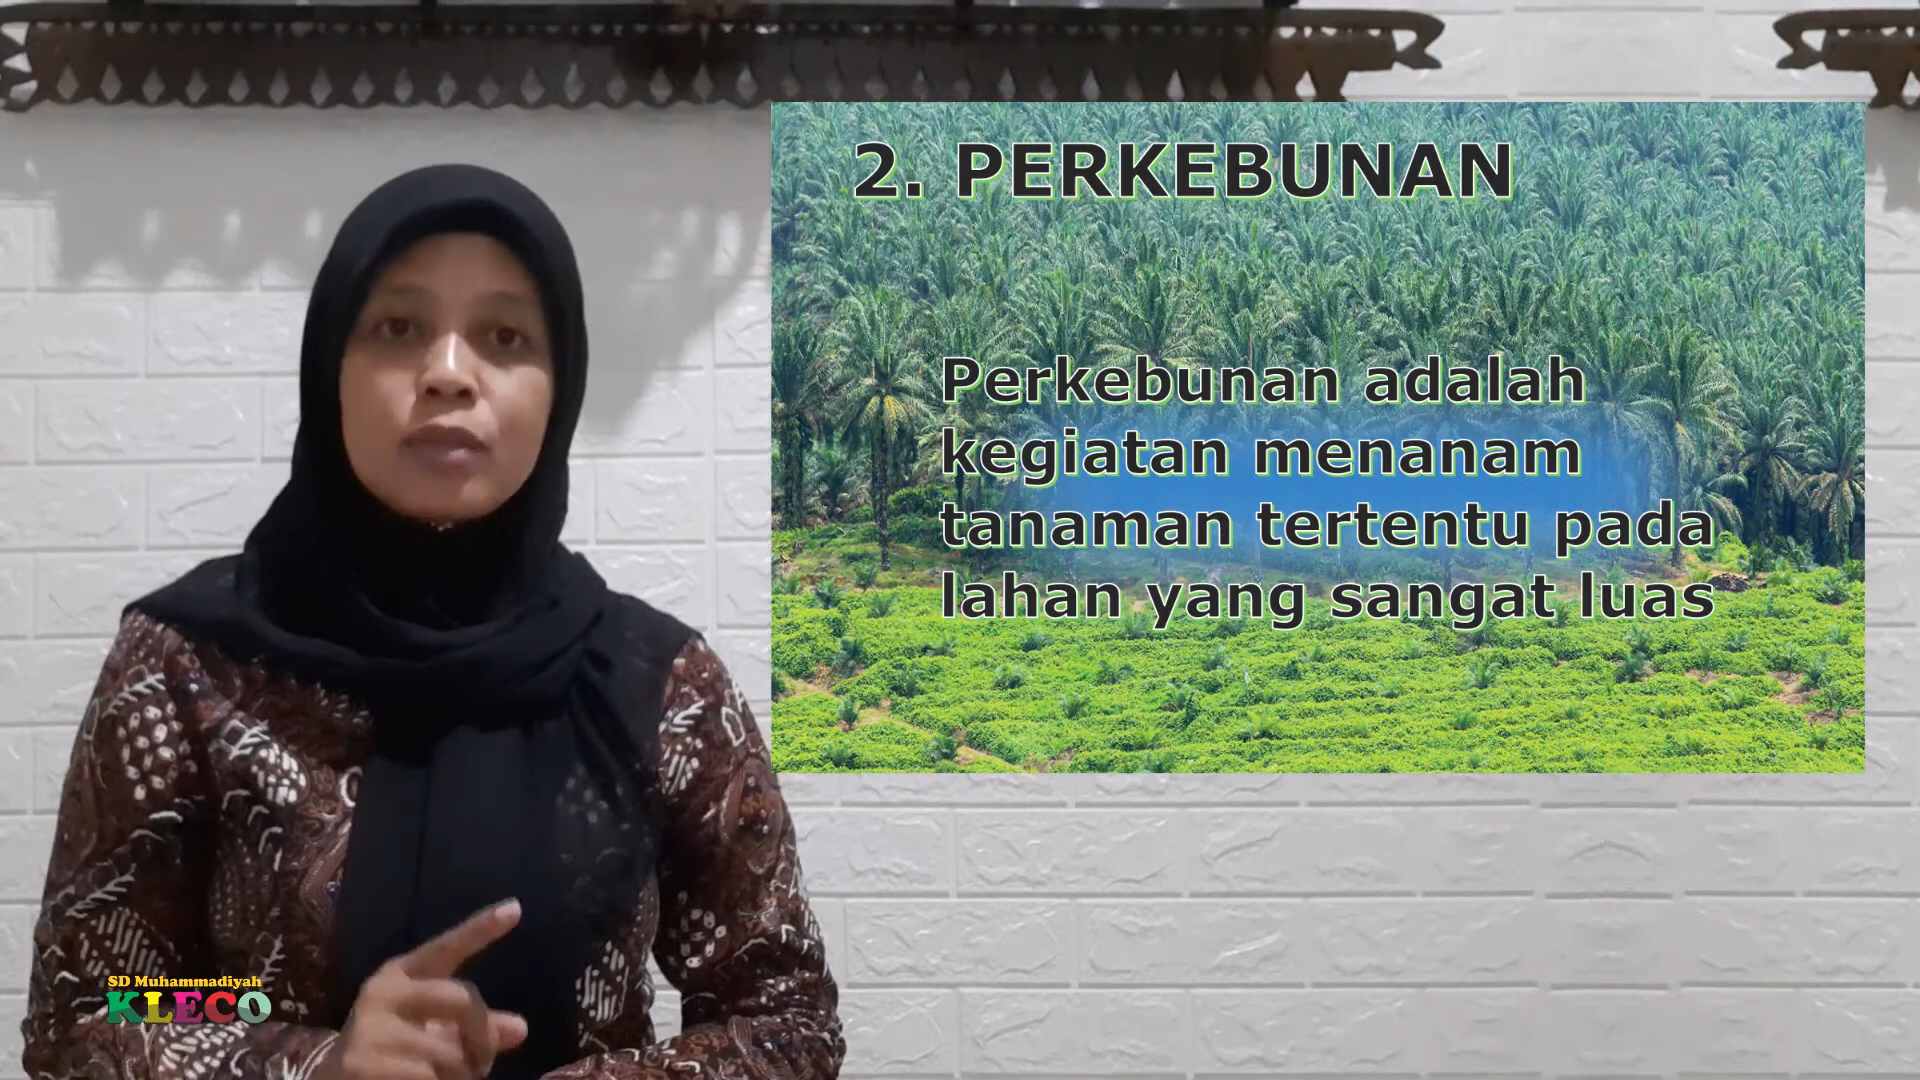 2. PERKEBUNAN
Perkebunan adalah
kegiatan menanam
tanaman tertentu pada
lahan yang sangat luas
SD Muhammadiyah
KLECO